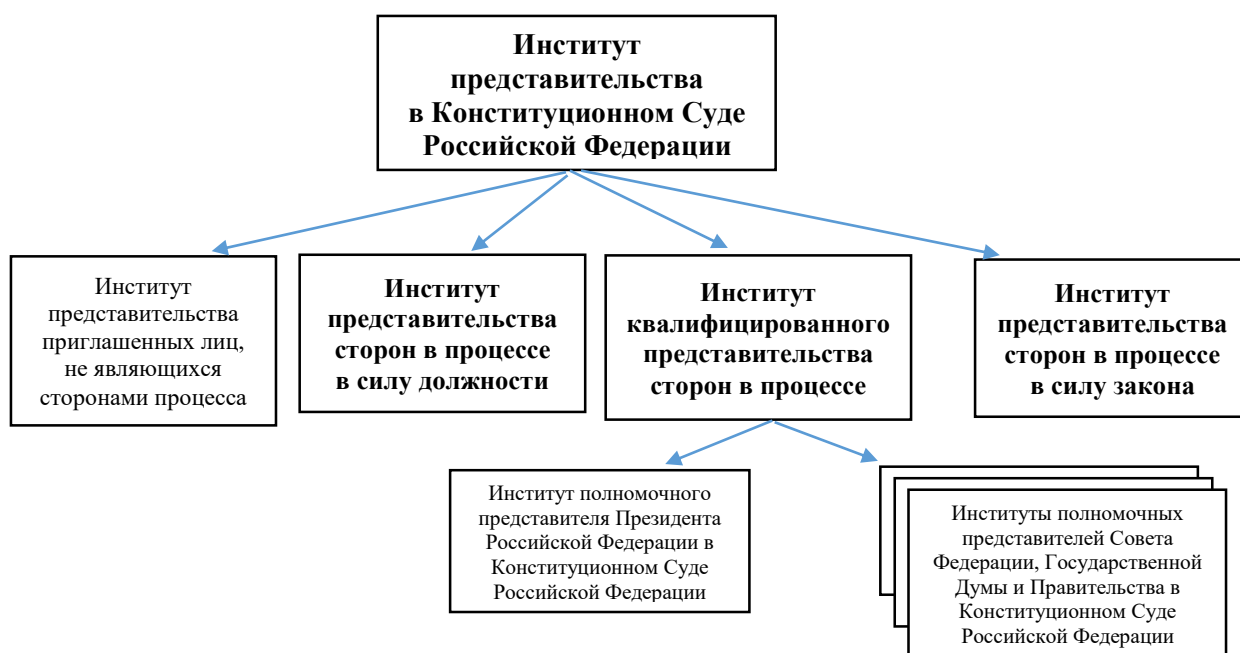 Институт
представительства
в Конституционном Суде
Российской Федерации
Институт
представительства
приглашенных лиц,
не являющихся
сторонами процесса
Институт
представительства
сторон в процессе
в силу должности
Институт
квалифицированного
представительства
сторон в процессе
Институт
представительства
сторон в процессе
в силу закона
Институт полномочного
представителя Президента
Российской Федерации в
Конституционном Суде
Российской Федерации
Институты полномочных
представителей Совета
Федерации, Государственной
Думы и Правительства в
Конституционном Суде
Российской Федерации